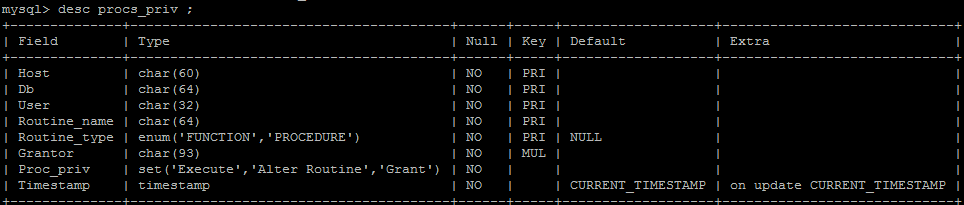 mysql> desc procs_priv ;
+--------------+----------------------------------------+------+-----+-------------------+-----------------------------+
| Field        | Type                                   | Null | Key | Default           | Extra                       |
+--------------+----------------------------------------+------+-----+-------------------+-----------------------------+
| Host         | char(60)                               | NO   | PRI |                   |                             |
| Db           | char(64)                               | NO   | PRI |                   |                             |
| User         | char(32)                               | NO   | PRI |                   |                             |
| Routine_name | char(64)                               | NO   | PRI |                   |                             |
| Routine_type | enum('FUNCTION','PROCEDURE')           | NO   | PRI | NULL              |                             |
| Grantor      | char(93)                               | NO   | MUL |                   |                             |
| Proc_priv    | set('Execute','Alter Routine','Grant') | NO   |     |                   |                             |
| Timestamp    | timestamp                              | NO   |     | CURRENT_TIMESTAMP | on update CURRENT_TIMESTAMP |
+--------------+----------------------------------------+------+-----+-------------------+-----------------------------+